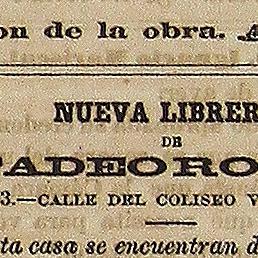 on de la obra.
NUEVA LIBRER
DE
PADEORO
3.—CALLE DEL COLISEO V
ta casa se encuentran d